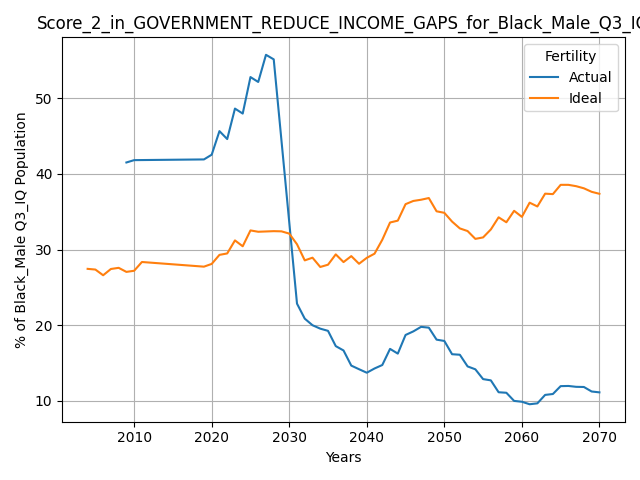 Score_2_in_GOVERNMENT_REDUCE_INCOME_GAPS_for_Black_Male_Q3_IQ
Fertility
Actual
Ideal
% of Black_Male Q3_IQ Population
50
40
30
20
10
2010 2020 2030 2040 2050 2060 2070
Years